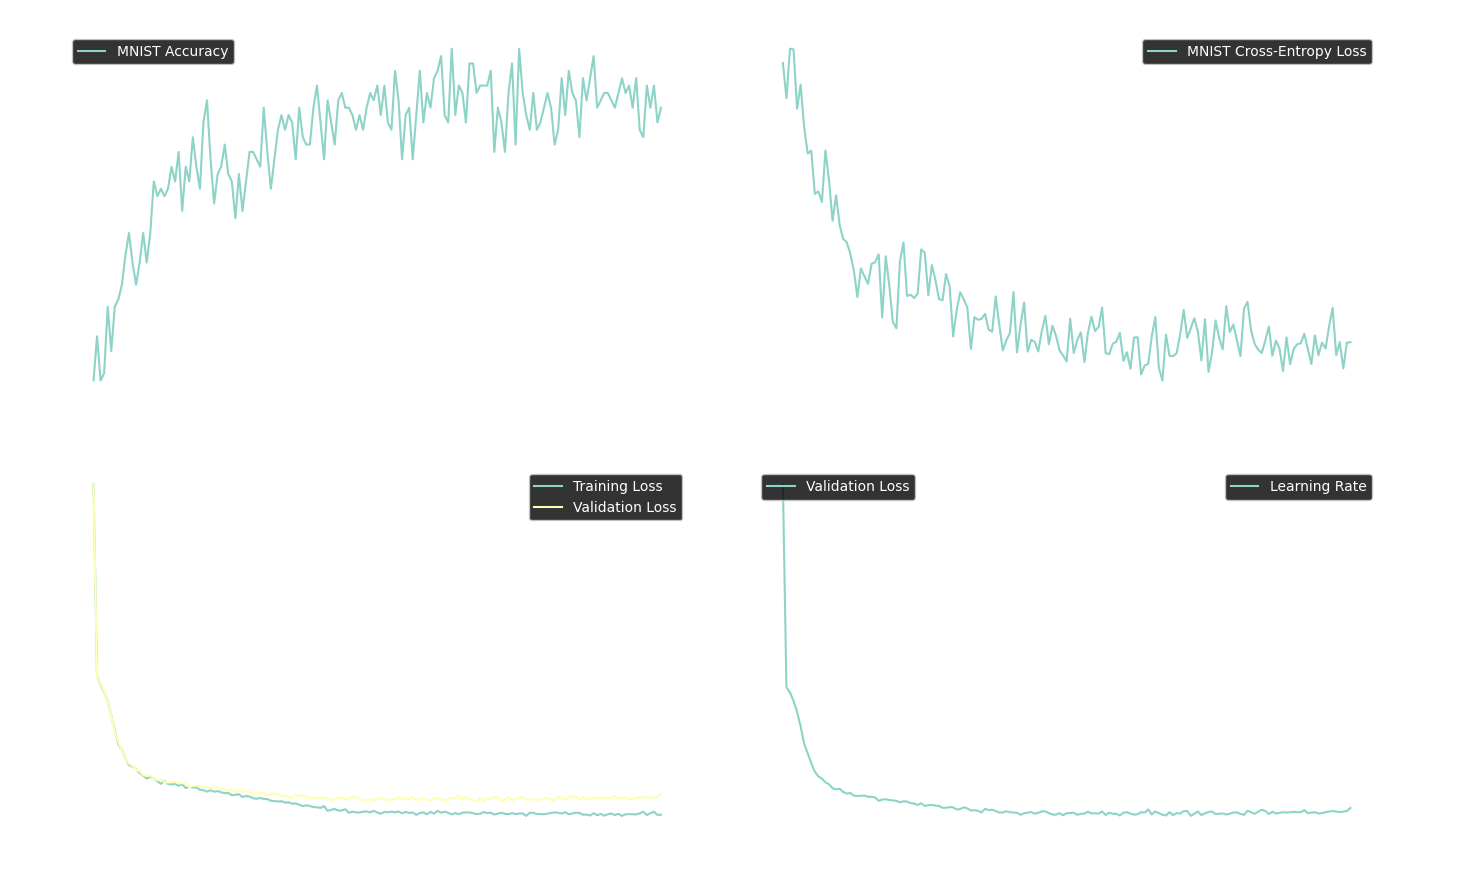 MNIST Accuracy
MNIST Cross-Entropy Loss
Training Loss
Validation Loss
Validation Loss
Learning Rate